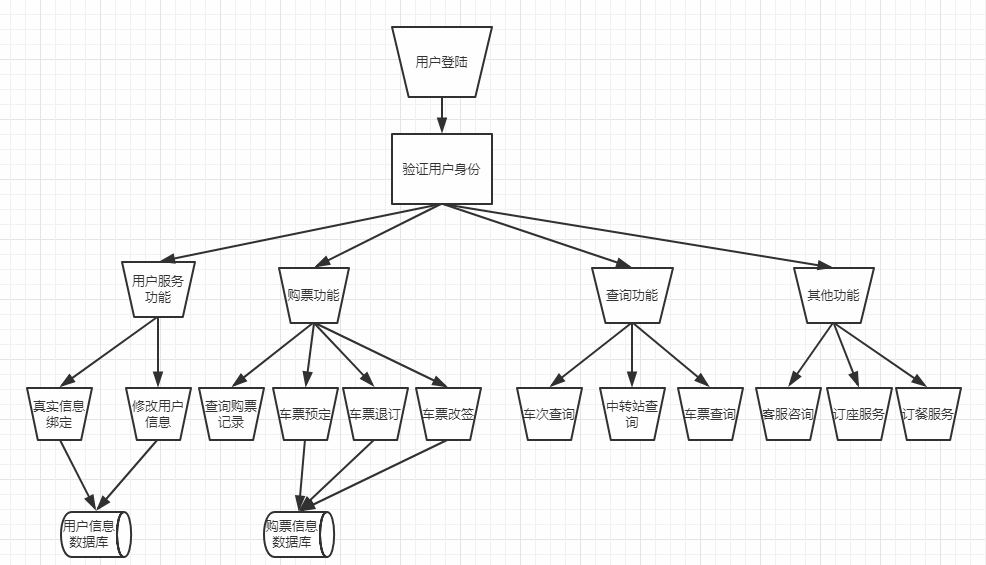 用户登陆
验证用户身份
用户服务
功能
购票功能
查询功能
其他功能
真实信息
绑定
修改用户
信息
查询购票
记录
车票预定
车票退订
车票改签
车次查询
中转站查
询
车票查询
客服咨询
订座服务
订餐服务
用户信息
数据库
购票信息
数据库